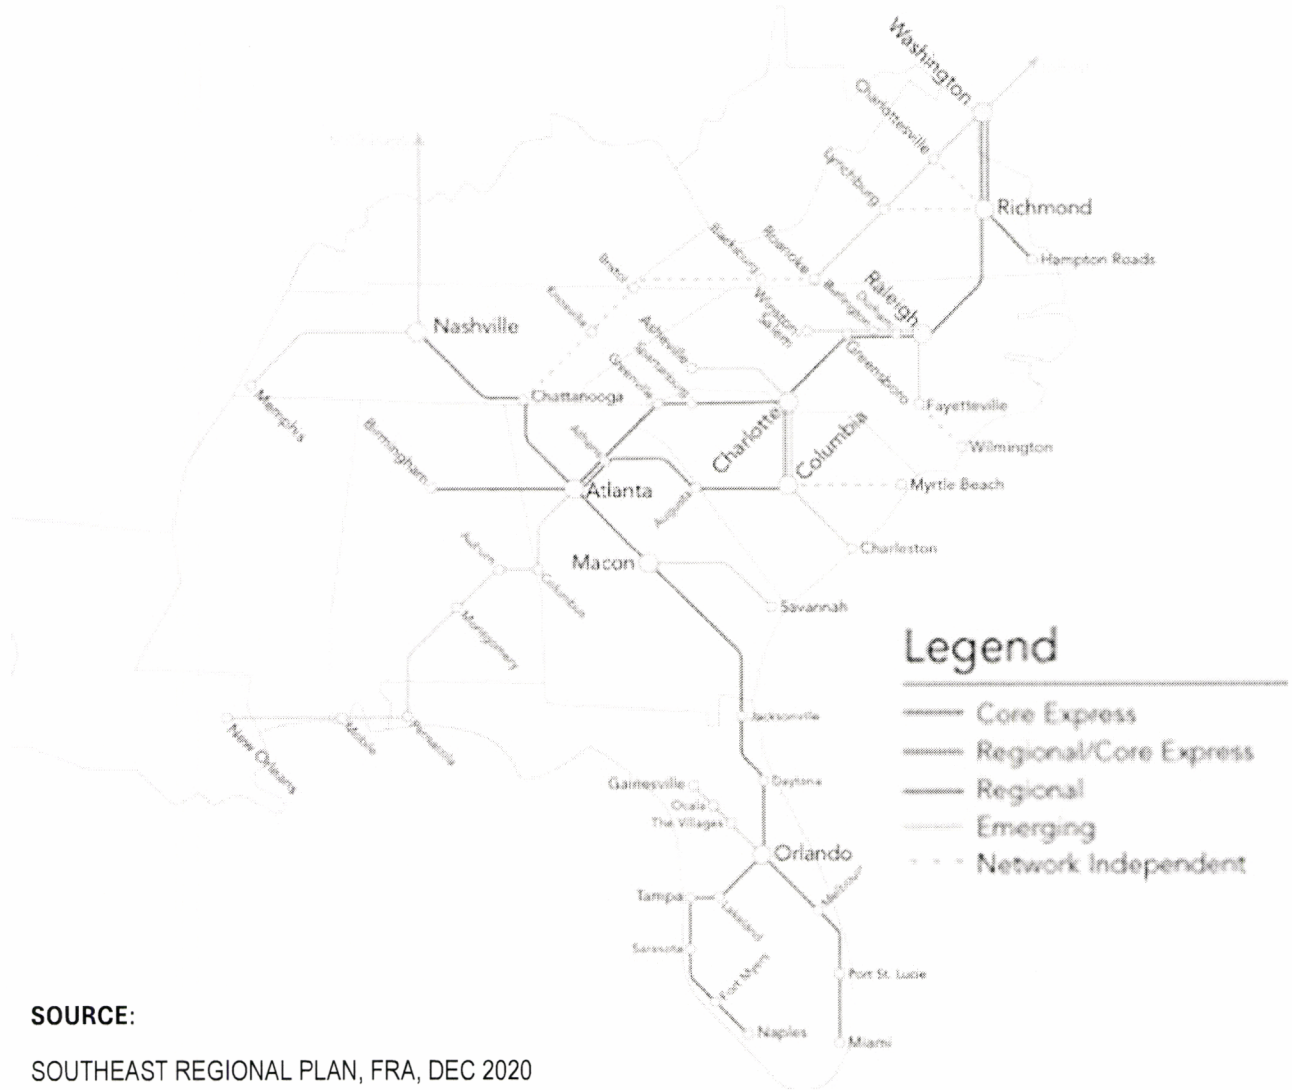 Washington
Charlottesville
Lynchburg
Richmond
Hampton Roads
Blacksburg
Roanoke
Bristol
Knoxville
Raleigh
Durham
Burlington
Winston
Salem
Greensboro
Nashville
Asheville
Spartanburg
Greenville
Memphis
Chattanooga
Charlotte
Columbia
Fayetteville
Wilmington
Birmingham
Athens
Atlanta
Augusta
Myrtle Beach
Auburn
Columbus
Macon
Charleston
Savannah
Montgomery
Legend
Core Express
Regional/Core Express
Regional
Emerging
Network Independent
New Orleans
Mobile
Pensacola
Jacksonville
Gainesville
Ocala
The Villages
Daytona
Orlando
Melbourne
Tampa
Lakeland
Sarasota
Fort Myers
Port St. Lucie
Naples
Miami
SOURCE:
SOUTHEAST REGIONAL PLAN, FRA, DEC 2020